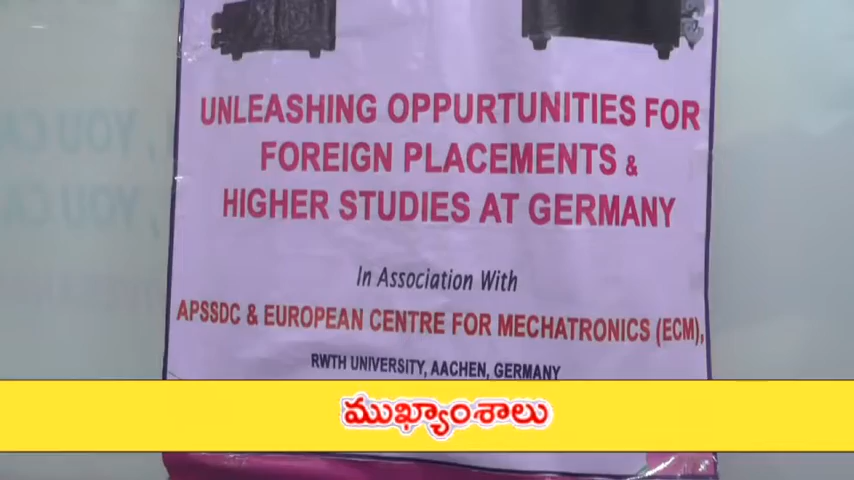 UNLEASHING OPPURTUNITIES FOR
FOREIGN PLACEMENTS &
HIGHER STUDIES AT GERMANY
In Association With
APSSDC & EUROPEAN CENTRE FOR MECHATRONICS (ECM),
RWTH UNIVERSITY, AACHEN, GERMANY
ముఖ్యాంశాలు